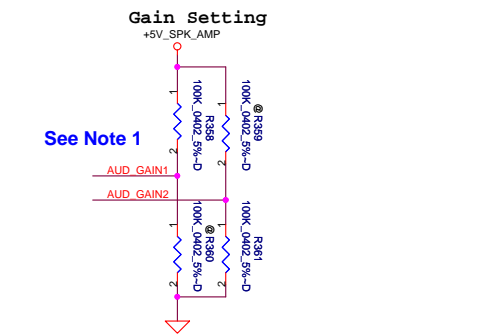 Gain Setting
+5V_SPK_AMP
1
R358
100K_0402_5%~D
2
1
@ R359
100K_0402_5%~D
2
See Note 1
AUD_GAIN1
AUD_GAIN2
1
@ R360
100K_0402_5%~D
2
1
R361
100K_0402_5%~D
2